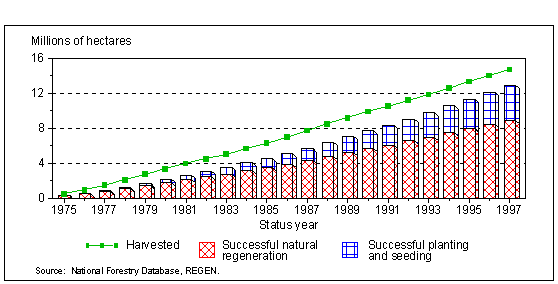 Millions of hectares
16
12
8
4
0
1975 1977 1979 1981 1983 1985 1987 1989 1991 1993 1995 1997
Status year
Harvested
Successful natural
regeneration
Successful planting
and seeding
Source: National Forestry Database, REGEN.